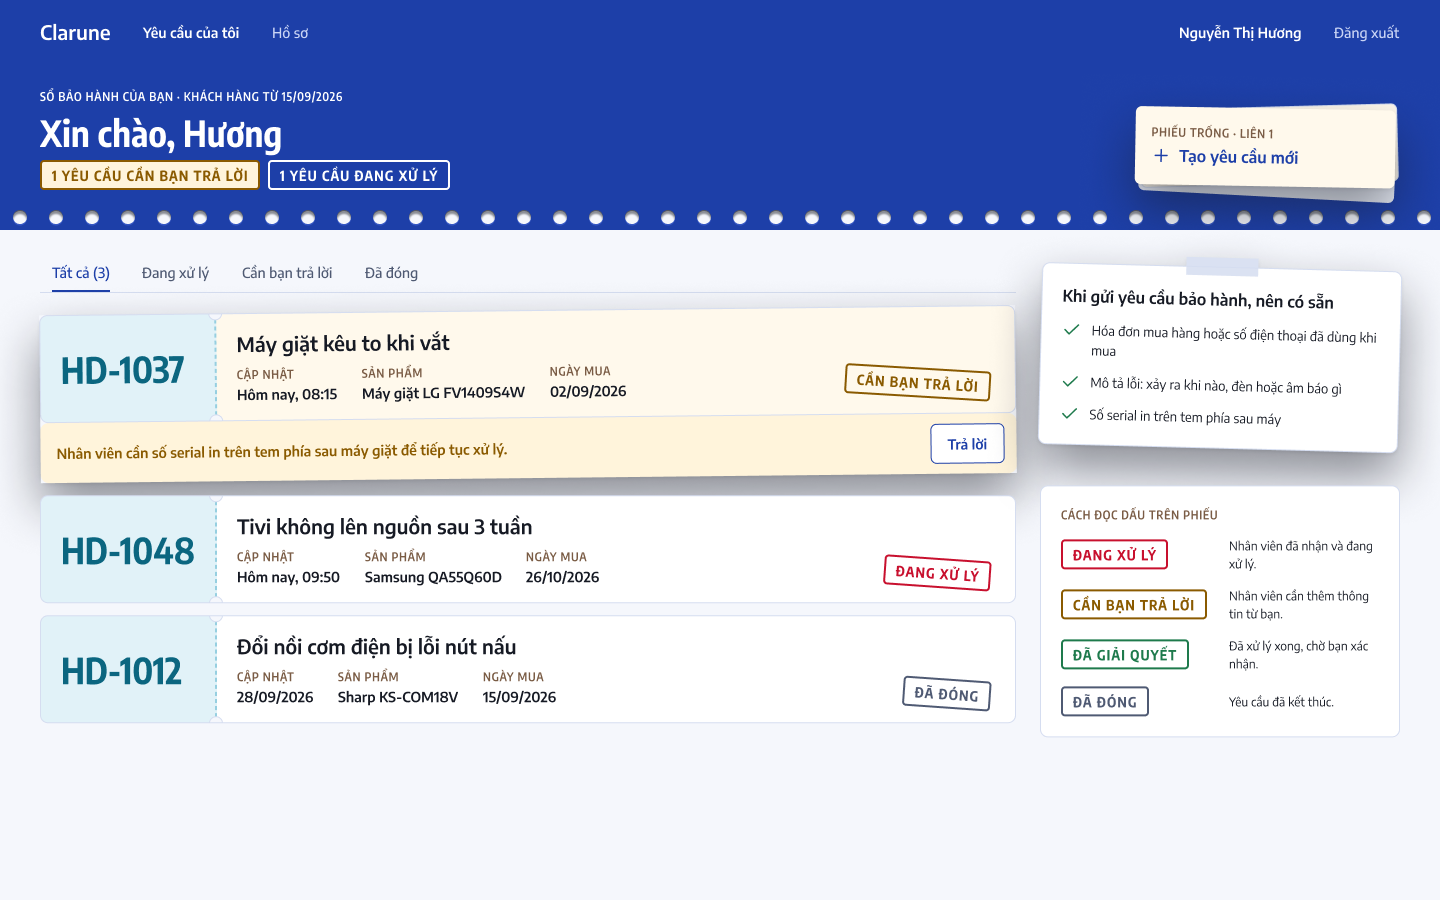 Clarune
Yêu cầu của tôi
Hồ sơ
Nguyễn Thị Hương
Đăng xuất
SỔ BẢO HÀNH CỦA BẠN · KHÁCH HÀNG TỪ 15/09/2026
Xin chào, Hương
1 YÊU CẦU CẦN BẠN TRẢ LỜI
1 YÊU CẦU ĐANG XỬ LÝ
PHIẾU TRỐNG · LIÊN 1
Tạo yêu cầu mới
Tất cả (3)
Đang xử lý
Cần bạn trả lời
Đã đóng
HD-1037
Máy giặt kêu to khi vắt
CẬP NHẬT
SẢN PHẨM
NGÀY MUA
Hôm nay, 08:15
Máy giặt LG FV1409S4W
02/09/2026
CẦN BẠN TRẢ LỜI
Nhân viên cần số serial in trên tem phía sau máy giặt để tiếp tục xử lý.
Trả lời
HD-1048
Tivi không lên nguồn sau 3 tuần
CẬP NHẬT
SẢN PHẨM
NGÀY MUA
Hôm nay, 09:50
Samsung QA55Q60D
26/10/2026
ĐANG XỬ LÝ
HD-1012
Đổi nồi cơm điện bị lỗi nút nấu
CẬP NHẬT
SẢN PHẨM
NGÀY MUA
28/09/2026
Sharp KS-COM18V
15/09/2026
ĐÃ ĐÓNG
Khi gửi yêu cầu bảo hành, nên có sẵn
Hóa đơn mua hàng hoặc số điện thoại đã dùng khi
mua
Mô tả lỗi: xảy ra khi nào, đèn hoặc âm báo gì
Số serial in trên tem phía sau máy
CÁCH ĐỌC DẤU TRÊN PHIẾU
ĐANG XỬ LÝ
Nhân viên đã nhận và đang
xử lý.
CẦN BẠN TRẢ LỜI
Nhân viên cần thêm thông
tin từ bạn.
ĐÃ GIẢI QUYẾT
Đã xử lý xong, chờ bạn xác
nhận.
ĐÃ ĐÓNG
Yêu cầu đã kết thúc.